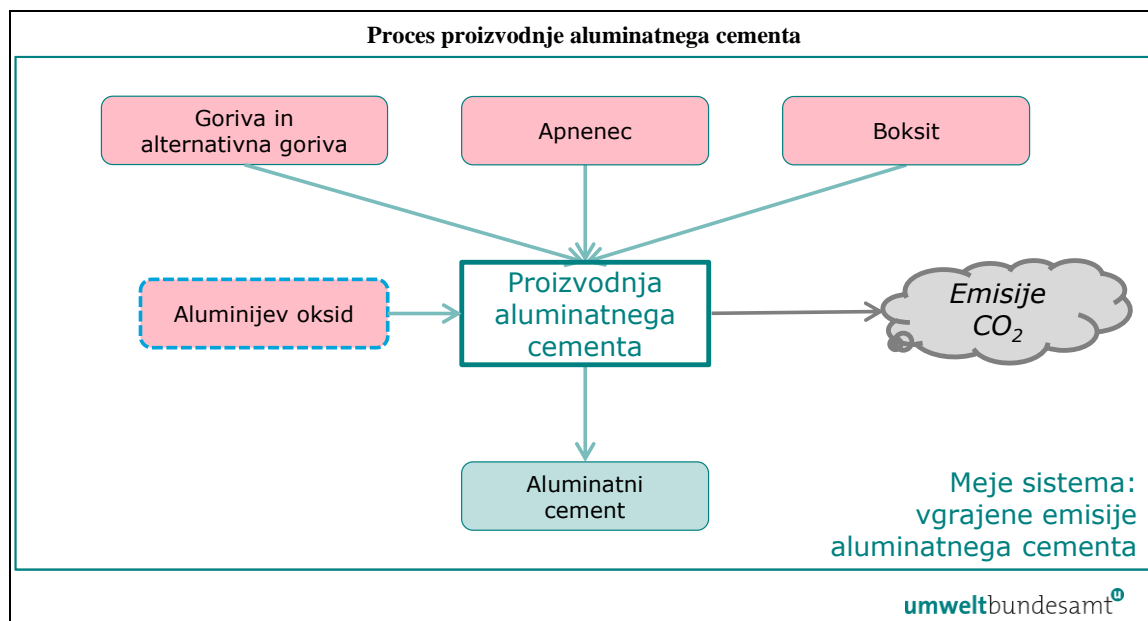 Proces proizvodnje aluminatnega cementa
Goriva in
alternativna goriva
Apnenec
Boksit
Aluminijev oksid
Proizvodnja
aluminatnega
cementa
Emisije
CO₂
Aluminatni
cement
Meje sistema:
vgrajene emisije
aluminatnega cementa
umweltbundesamt u